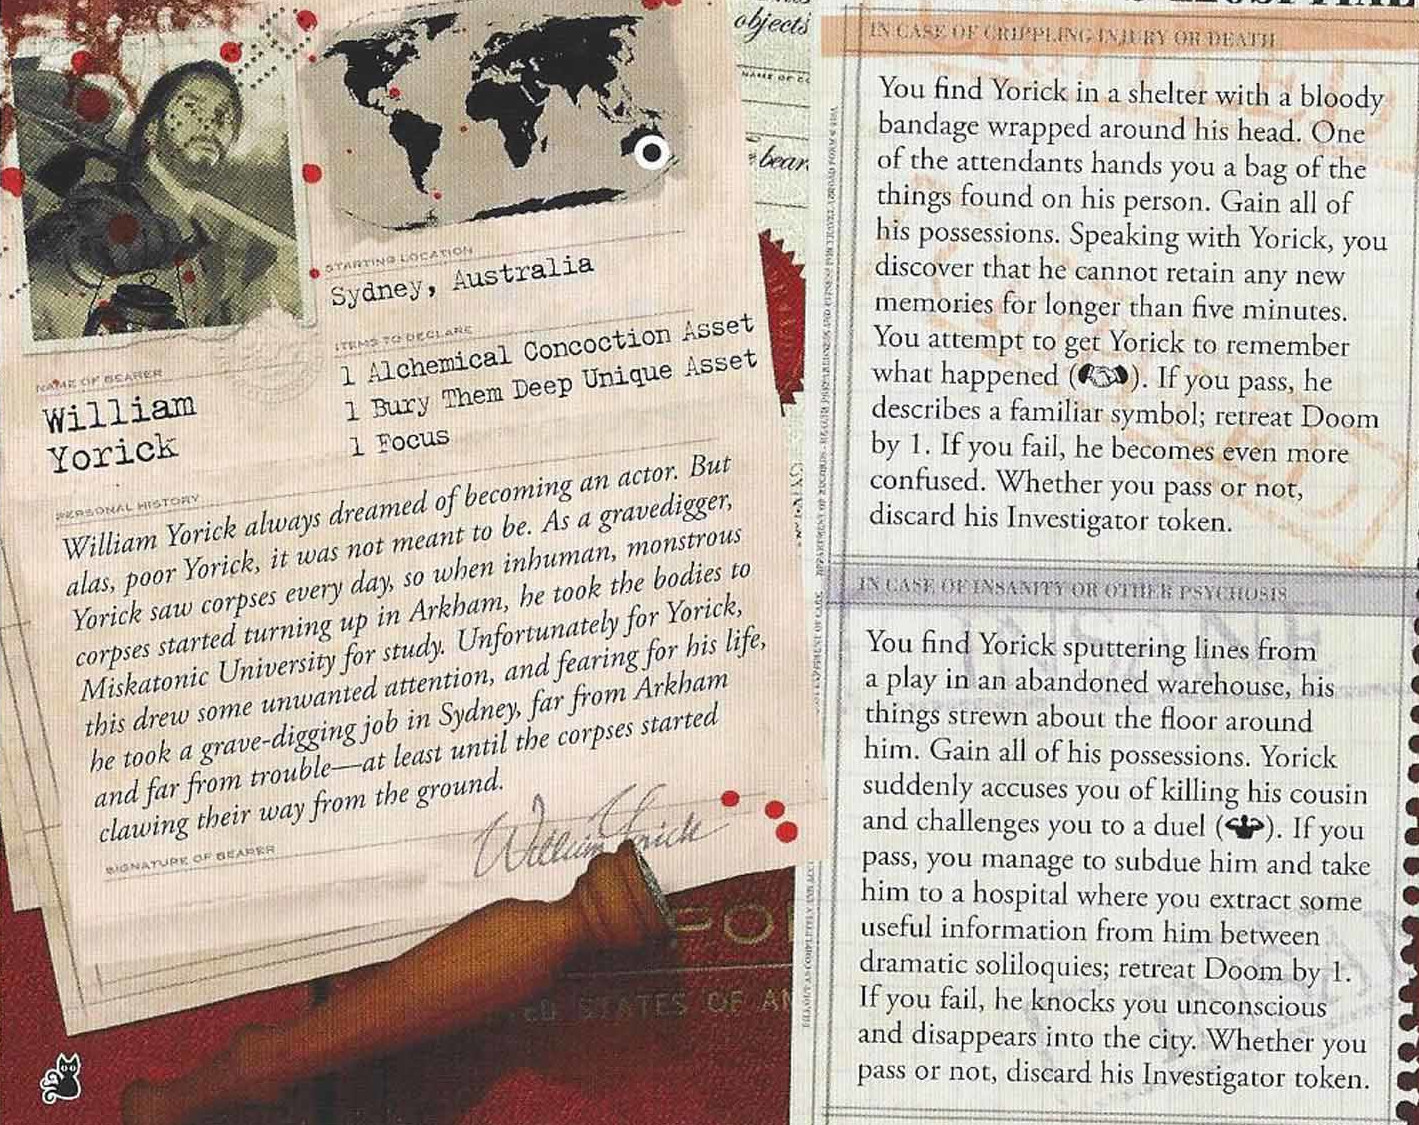 objects
NAME OF
bear
STARTING LOCATION
Sydney, Australia
ITEMS TO DECLARE
1 Alchemical Concoction Asset
1 Bury Them Deep Unique Asset
1 Focus
NAME OF BEARER
William
Yorick
PERSONAL HISTORY
William Yorick always dreamed of becoming an actor. But
alas, poor Yorick, it was not meant to be. As a gravedigger,
Yorick saw corpses every day, so when inhuman, monstrous
corpses started turning up in Arkham, he took the bodies to
Miskatonic University for study. Unfortunately for Yorick,
this drew some unwanted attention, and fearing for his life,
he took a grave-digging job in Sydney, far from Arkham
and far from trouble—at least until the corpses started
clawing their way from the ground.
SIGNATURE OF BEARER
William Yorick
STATES OF AM
IN CASE OF CRIPPLING INJURY OR DEATH
You find Yorick in a shelter with a bloody
bandage wrapped around his head. One
of the attendants hands you a bag of the
things found on his person. Gain all of
his possessions. Speaking with Yorick, you
discover that he cannot retain any new
memories for longer than five minutes.
You attempt to get Yorick to remember
what happened (). If you pass, he
describes a familiar symbol; retreat Doom
by 1. If you fail, he becomes even more
confused. Whether you pass or not,
discard his Investigator token.
IN CASE OF INSANITY OR OTHER PSYCHOSIS
You find Yorick sputtering lines from
a play in an abandoned warehouse, his
things strewn about the floor around
him. Gain all of his possessions. Yorick
suddenly accuses you of killing his cousin
and challenges you to a duel (). If you
pass, you manage to subdue him and take
him to a hospital where you extract some
useful information from him between
dramatic soliloquies; retreat Doom by 1.
If you fail, he knocks you unconscious
and disappears into the city. Whether you
pass or not, discard his Investigator token.